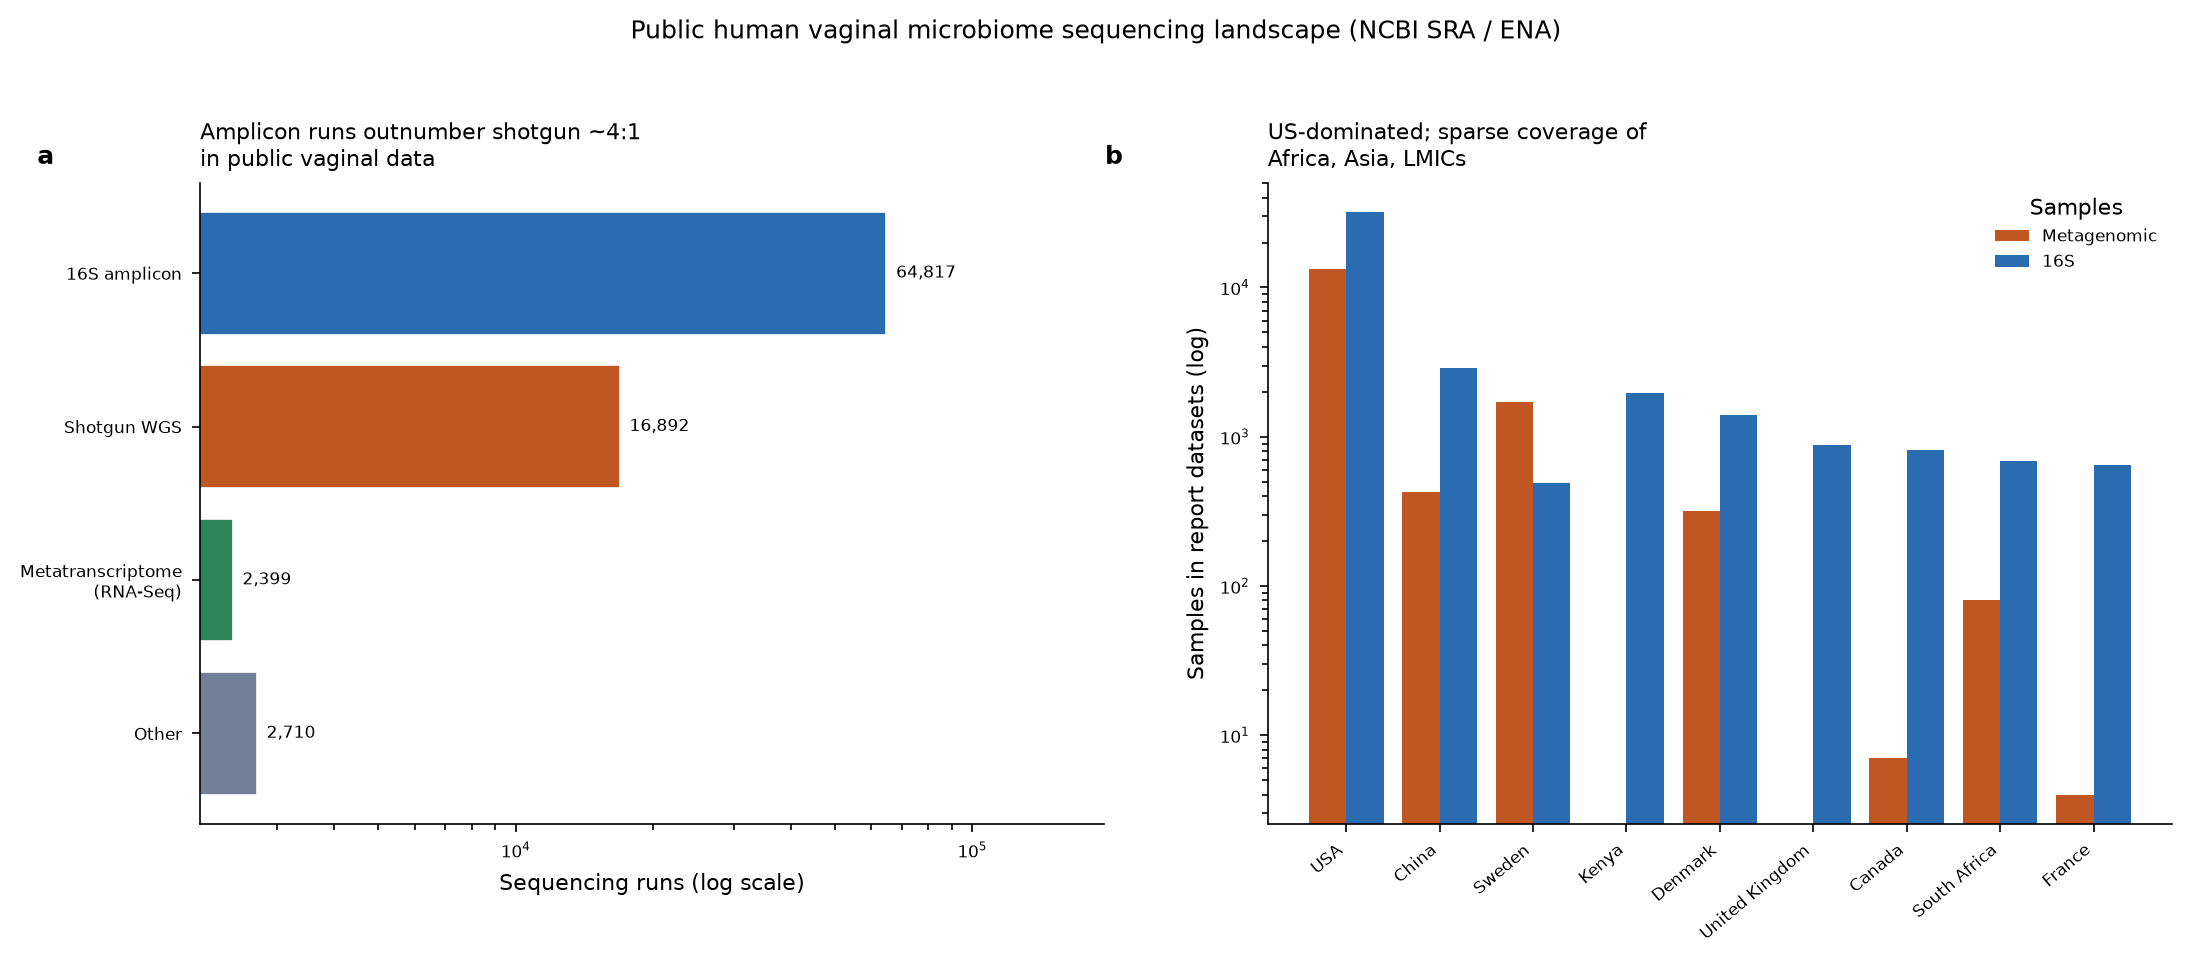 Public human vaginal microbiome sequencing landscape (NCBI SRA / ENA)
a
Amplicon runs outnumber shotgun ~4:1
in public vaginal data
16S amplicon
64,817
Shotgun WGS
16,892
Metatranscriptome
(RNA-Seq)
2,399
Other
2,710
10⁴
10⁵
Sequencing runs (log scale)
b
US-dominated; sparse coverage of
Africa, Asia, LMICs
Samples
Metagenomic
16S
Samples in report datasets (log)
10⁴
10³
10²
10¹
USA
China
Sweden
Kenya
Denmark
United Kingdom
Canada
South Africa
France